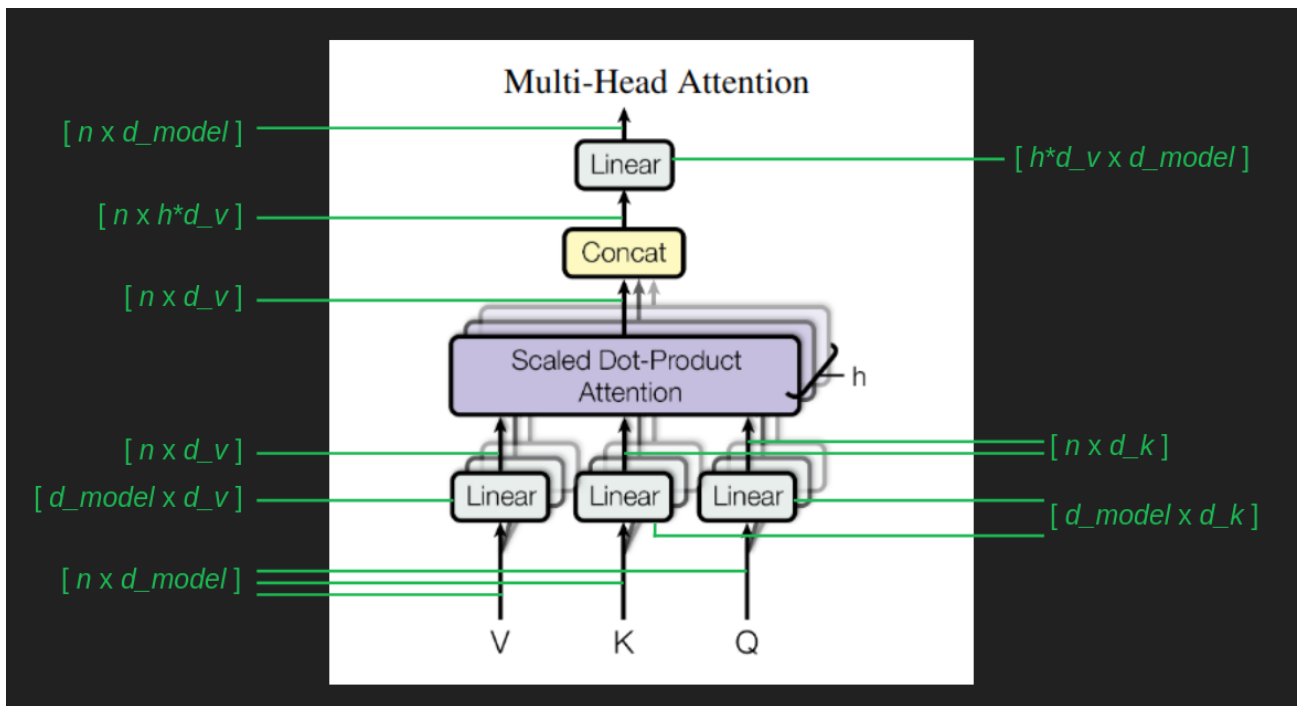 Multi-Head Attention
[ n x d_model ]
Linear
[ h*d_v x d_model ]
[ n x h*d_v ]
Concat
[ n x d_v ]
Scaled Dot-Product
Attention
h
[ n x d_v ]
[ n x d_k ]
[ d_model x d_v ]
Linear
Linear
Linear
[ d_model x d_k ]
[ n x d_model ]
V
K
Q